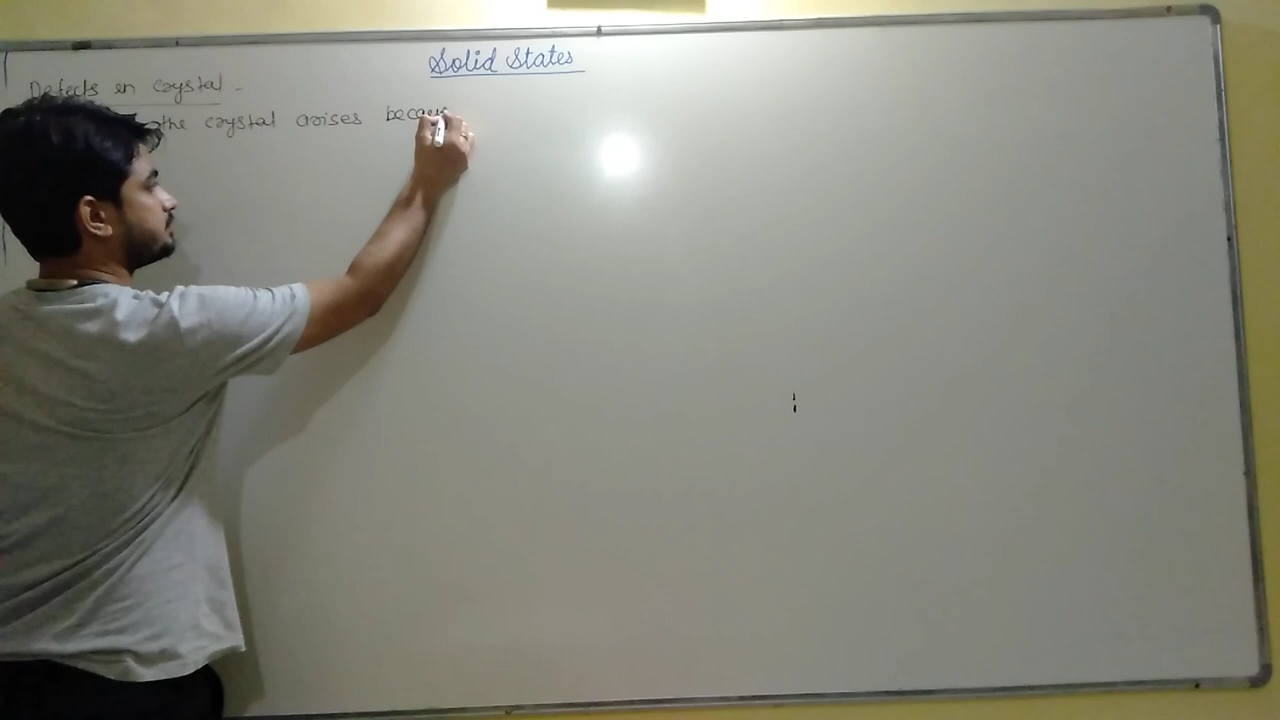 Solid States
Defects in crystal -
the crystal arises